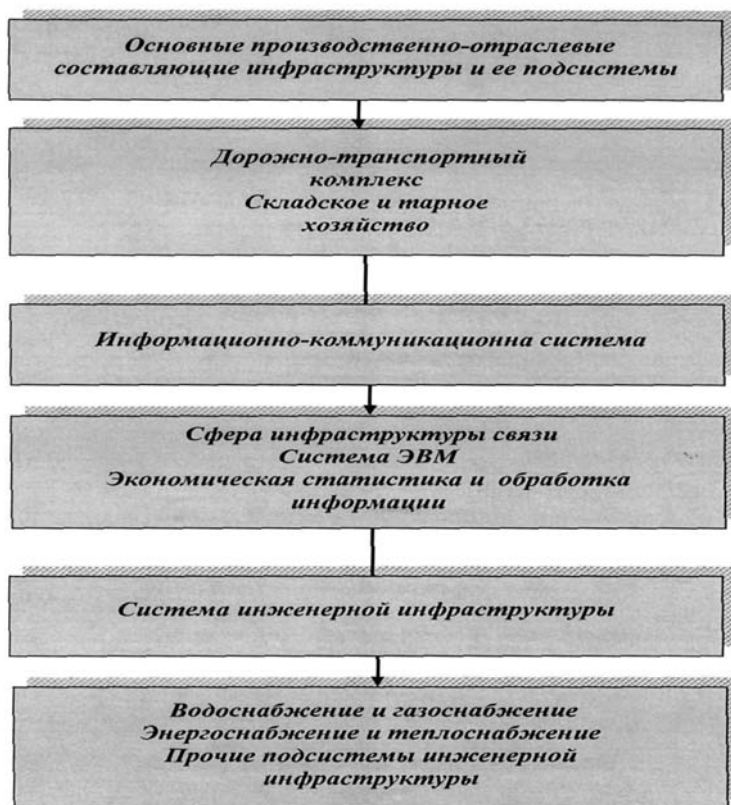 Основные производственно-отраслевые
составляющие инфраструктуры и ее подсистемы
Дорожно-транспортный
комплекс
Складское и тарное
хозяйство
Информационно-коммуникационна система
Сфера инфраструктуры связи
Система ЭВМ
Экономическая статистика и обработка
информации
Система инженерной инфраструктуры
Водоснабжение и газоснабжение
Энергоснабжение и теплоснабжение
Прочие подсистемы инженерной
инфраструктуры